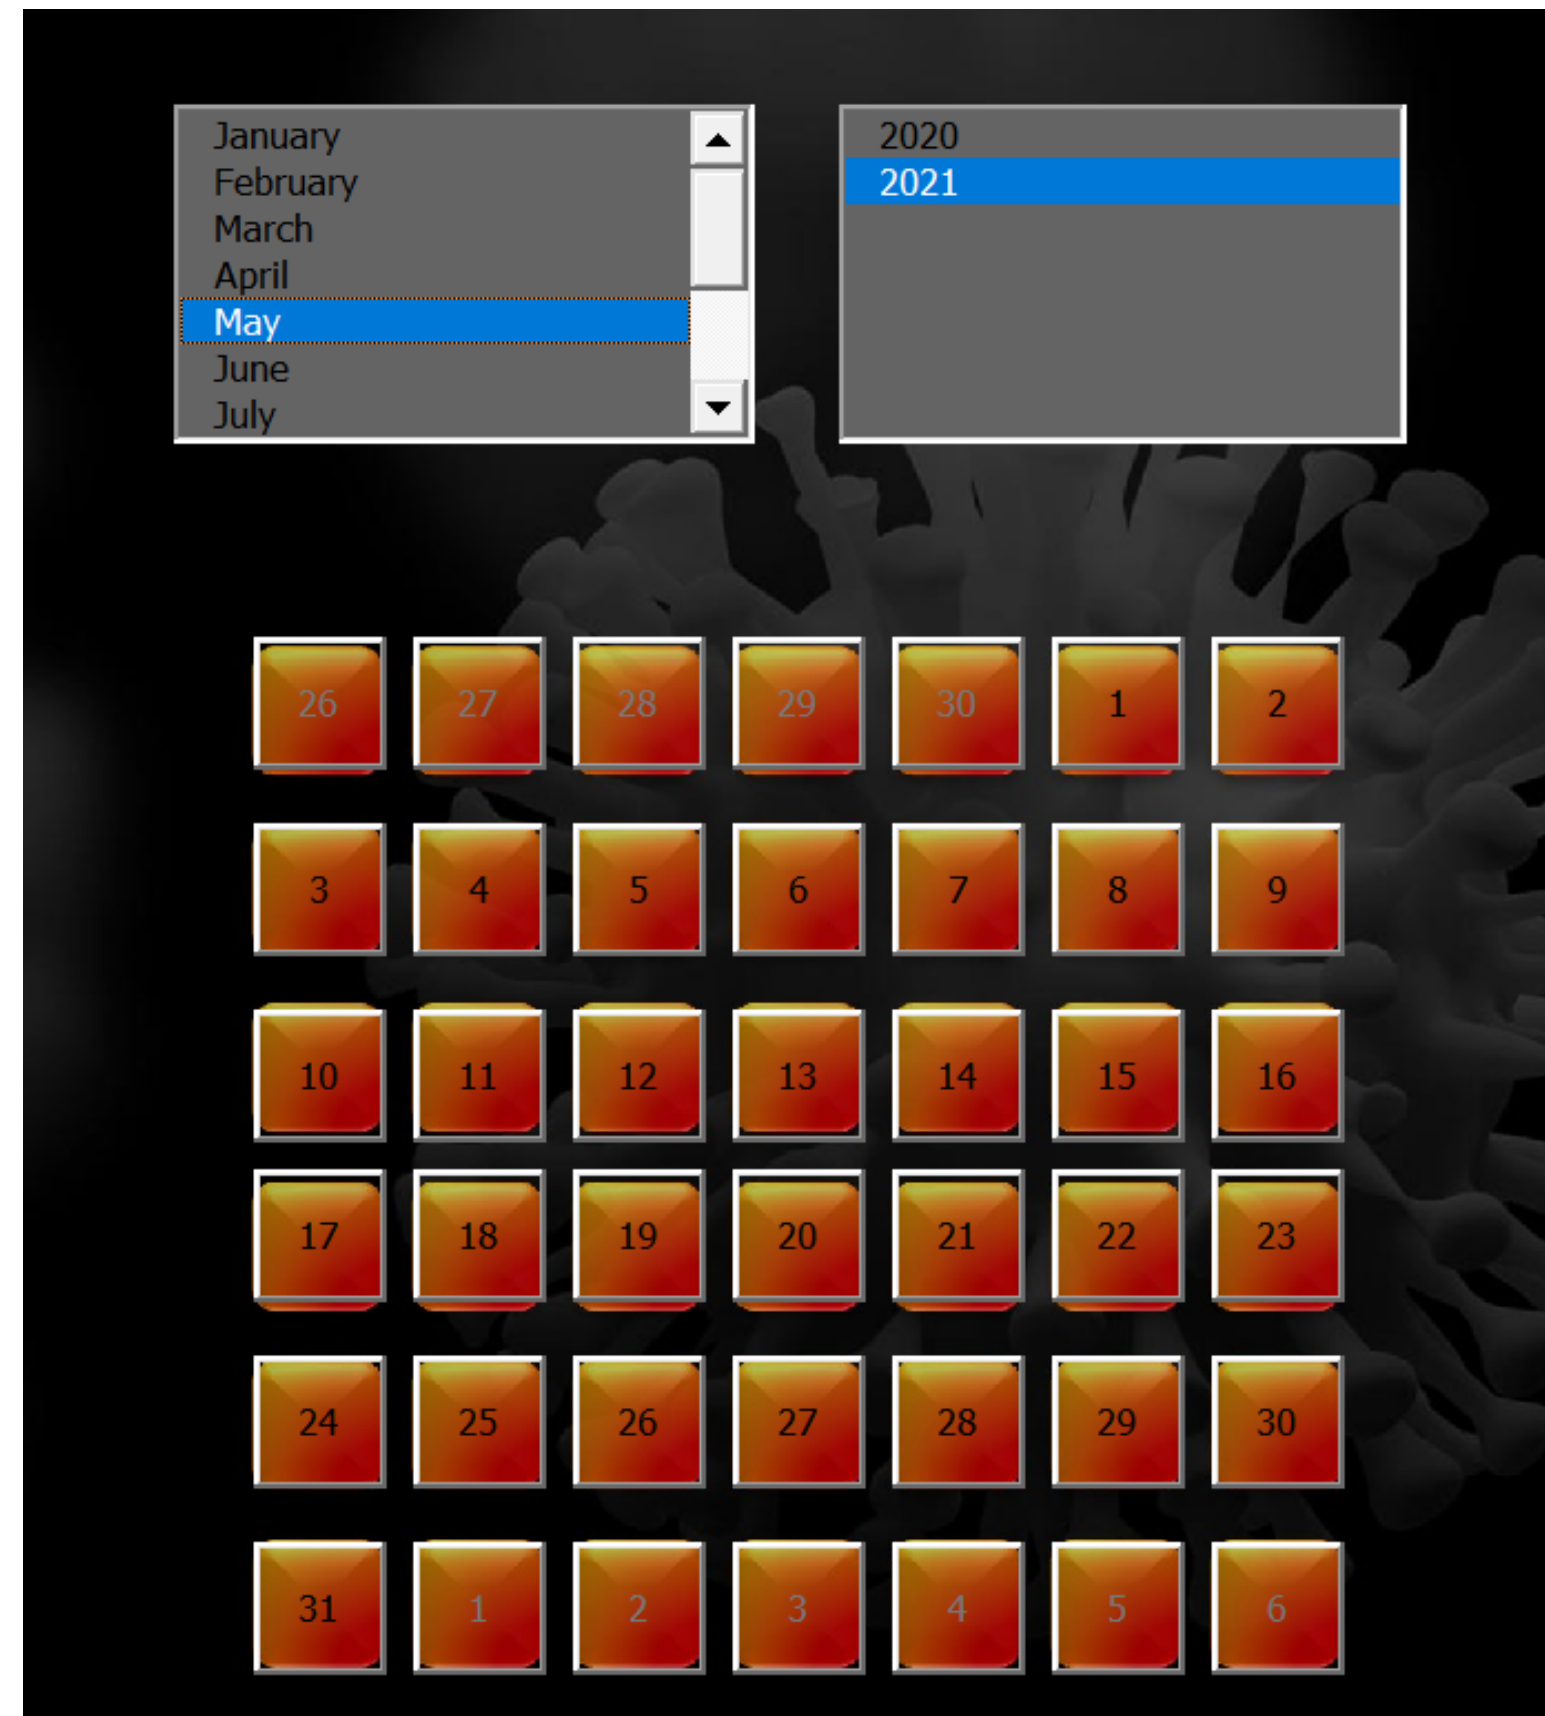 January
February
March
April
May
June
July
2020
2021
26 27 28 29 30 1 2
3 4 5 6 7 8 9
10 11 12 13 14 15 16
17 18 19 20 21 22 23
24 25 26 27 28 29 30
31 1 2 3 4 5 6